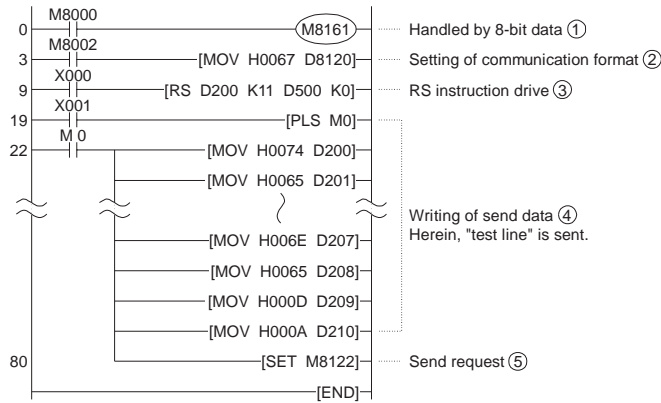 M8000
0 M8161 Handled by 8-bit data ①
M8002
3 [MOV H0067 D8120] Setting of communication format ②
X000
9 [RS D200 K11 D500 K0] RS instruction drive ③
X001
19 [PLS M0]
M 0
22 [MOV H0074 D200]
[MOV H0065 D201]
Writing of send data ④
Herein, "test line" is sent.
[MOV H006E D207]
[MOV H0065 D208]
[MOV H000D D209]
[MOV H000A D210]
80 [SET M8122] Send request ⑤
[END]